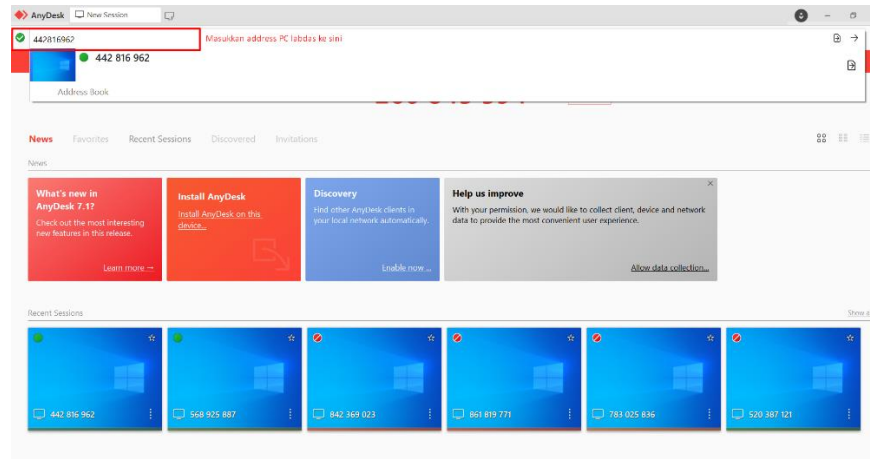 AnyDesk
New Session
442816962
Masukkan address PC labdas ke sini
442 816 962
Address Book
News
Favorites
Recent Sessions
Discovered
Invitations
News
What's new in
AnyDesk 7.1?
Check out the most interesting
new features in this release.
Learn more →
Install AnyDesk
Install AnyDesk on this
device...
Discovery
Find other AnyDesk clients in
your local network automatically.
Enable now ...
Help us improve
With your permission, we would like to collect client, device and network
data to provide the most convenient user experience.
Allow data collection...
Recent Sessions
Show
442 816 962
568 925 887
842 369 023
861 819 771
783 025 836
520 387 121